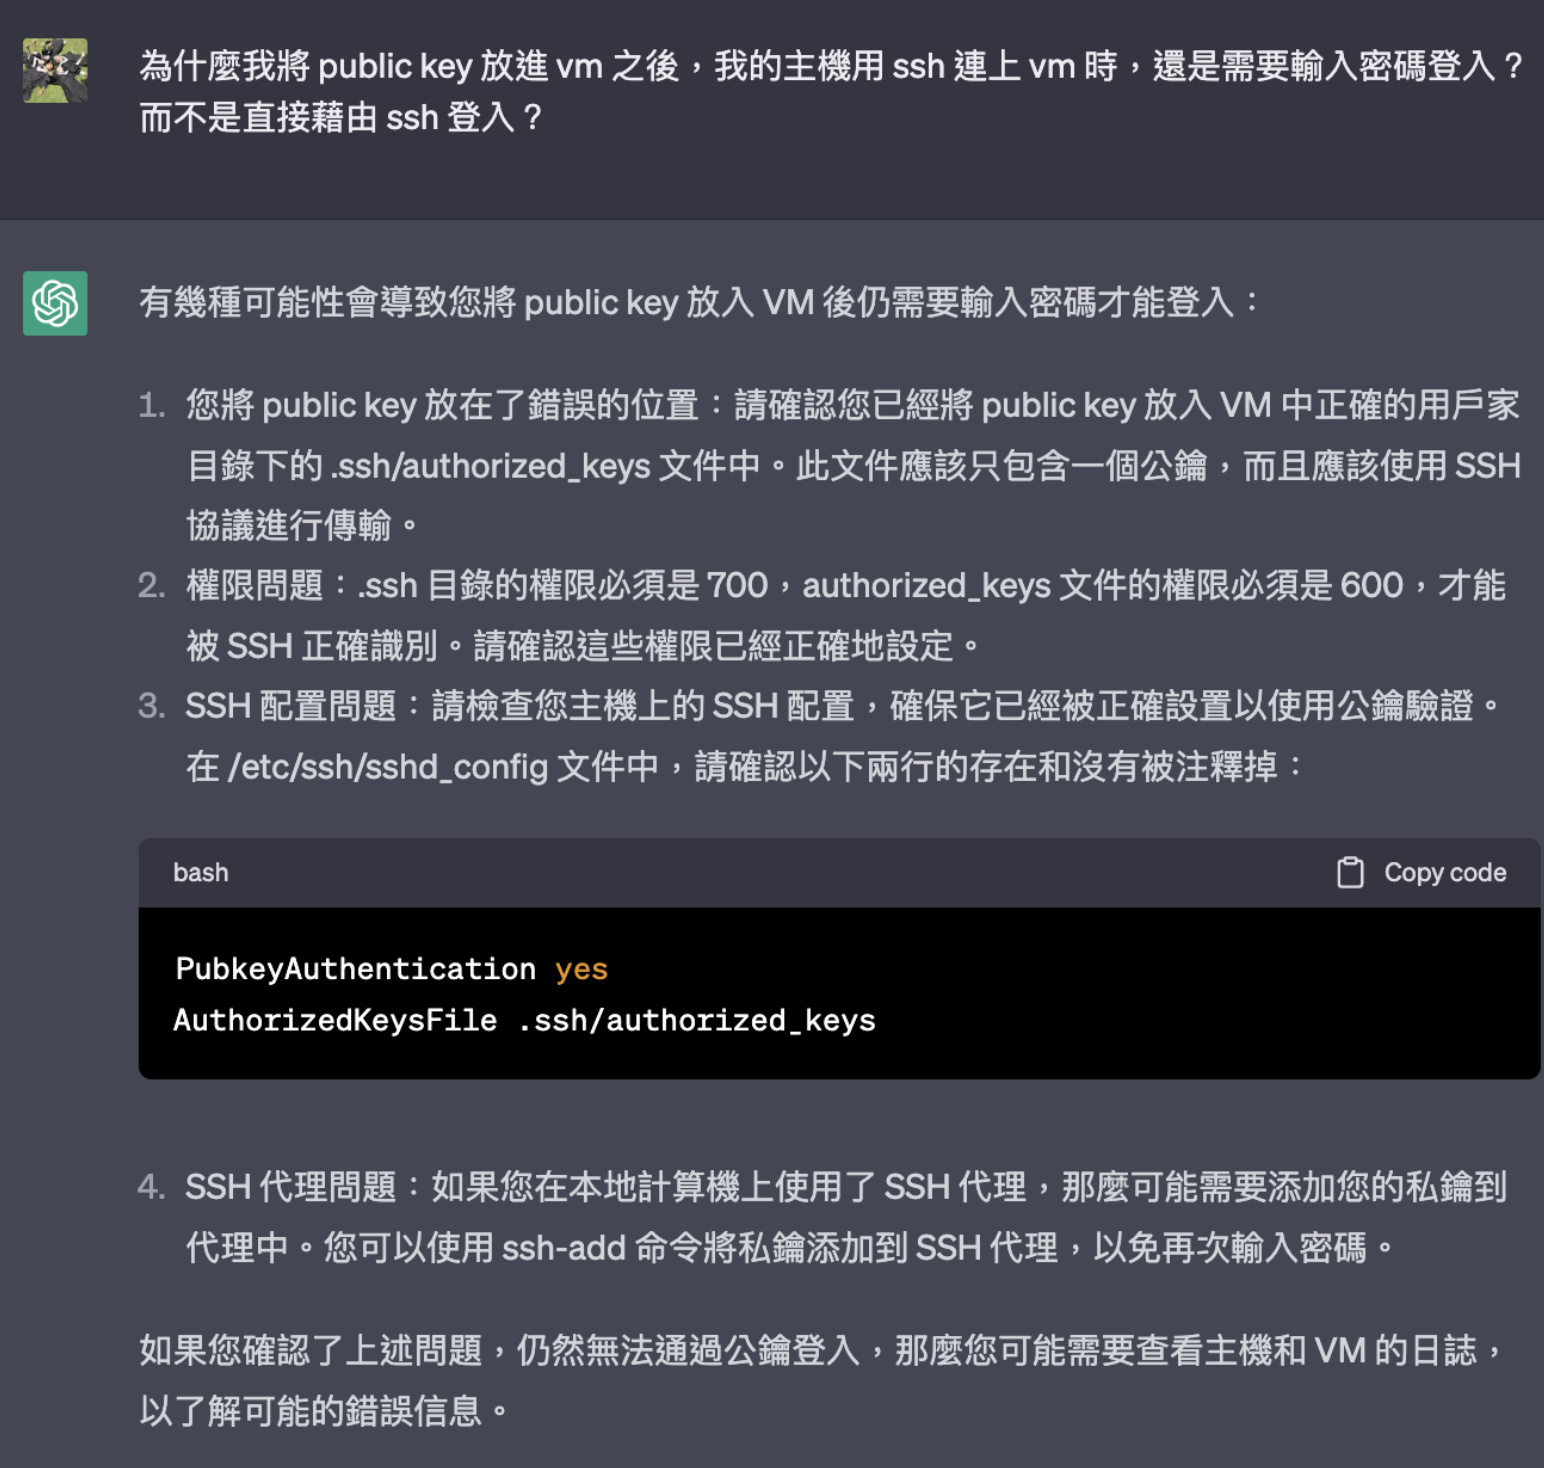 為什麼我將 public key 放進 vm 之後，我的主機用 ssh 連上 vm 時，還是需要輸入密碼登入？
而不是直接藉由 ssh 登入？
有幾種可能性會導致您將 public key 放入 VM 後仍需要輸入密碼才能登入：
1. 您將 public key 放在了錯誤的位置：請確認您已經將 public key 放入 VM 中正確的用戶家
目錄下的 .ssh/authorized_keys 文件中。此文件應該只包含一個公鑰，而且應該使用 SSH
協議進行傳輸。
2. 權限問題：.ssh 目錄的權限必須是 700，authorized_keys 文件的權限必須是 600，才能
被 SSH 正確識別。請確認這些權限已經正確地設定。
3. SSH 配置問題：請檢查您主機上的 SSH 配置，確保它已經被正確設置以使用公鑰驗證。
在 /etc/ssh/sshd_config 文件中，請確認以下兩行的存在和沒有被注釋掉：
bash
Copy code
PubkeyAuthentication yes
AuthorizedKeysFile .ssh/authorized_keys
4. SSH 代理問題：如果您在本地計算機上使用了 SSH 代理，那麼可能需要添加您的私鑰到
代理中。您可以使用 ssh-add 命令將私鑰添加到 SSH 代理，以免再次輸入密碼。
如果您確認了上述問題，仍然無法通過公鑰登入，那麼您可能需要查看主機和 VM 的日誌，
以了解可能的錯誤信息。